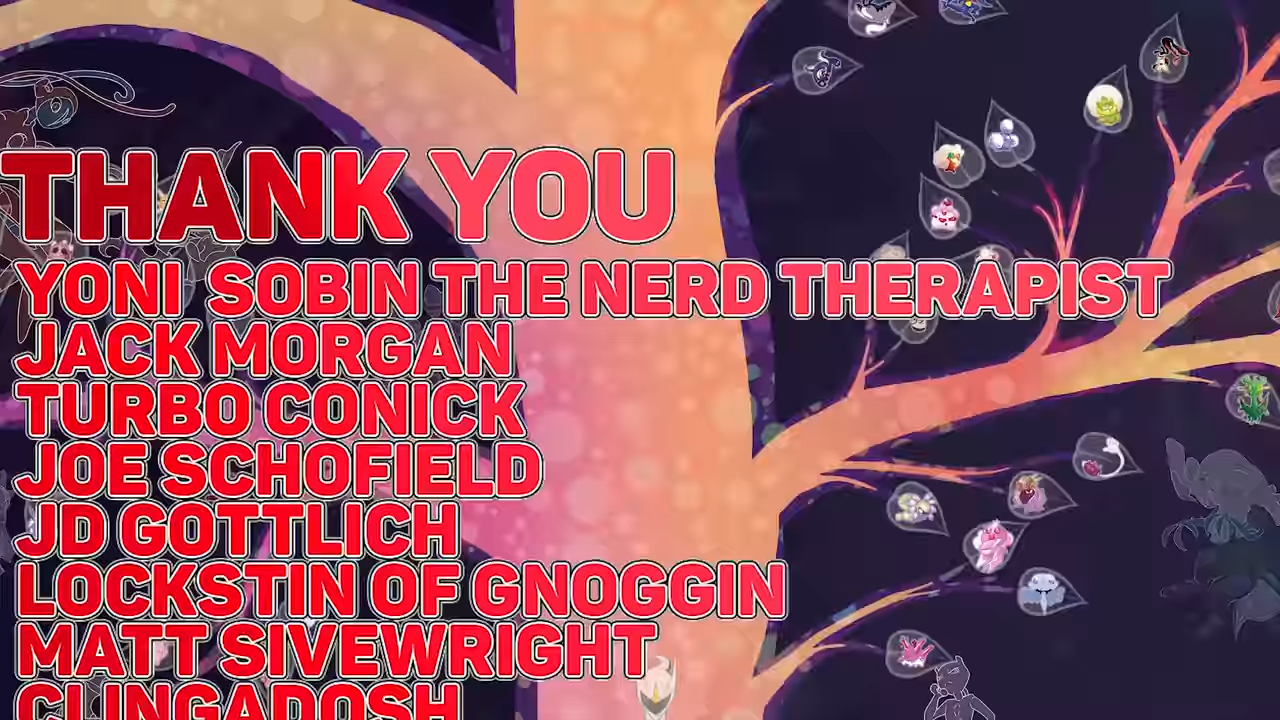 THANK YOU
YONI SOBIN THE NERD THERAPIST
JACK MORGAN
TURBO CONICK
JOE SCHOFIELD
JD GOTTLICH
LOCKSTIN OF GNOGGIN
MATT SIVEWRIGHT
CLINGADOSH